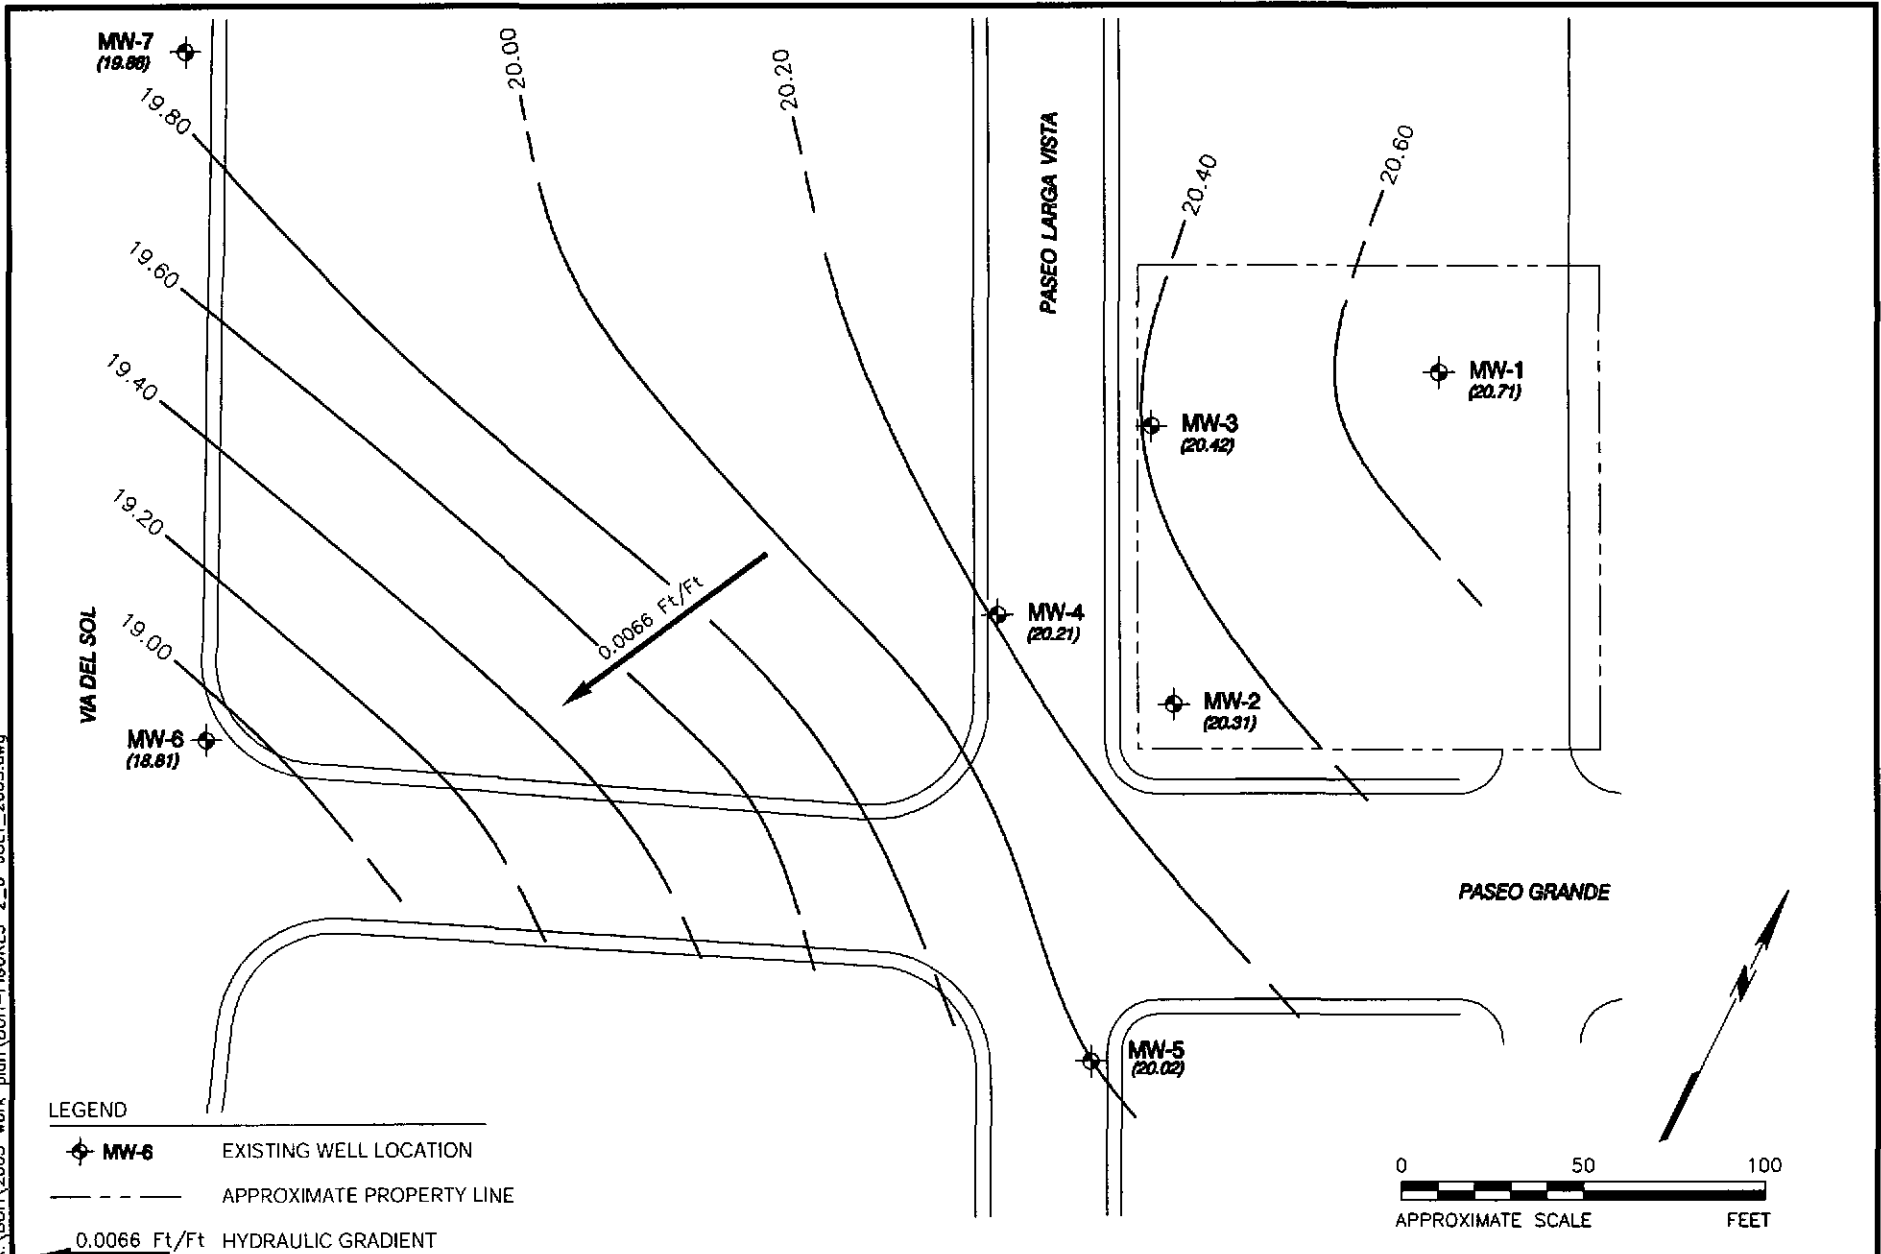 MW-7
(19.86)
19.80
20.00
20.20
PASEO LARGA VISTA
20.40
20.60
19.60
MW-1
(20.71)
19.40
MW-3
(20.42)
19.20
0.0066 Ft/Ft
19.00
VIA DEL SOL
MW-4
(20.21)
MW-2
(20.31)
MW-6
(18.81)
PASEO GRANDE
MW-5
(20.02)
LEGEND
MW-6 EXISTING WELL LOCATION
APPROXIMATE PROPERTY LINE
0.0066 Ft/Ft HYDRAULIC GRADIENT
0 50 100
APPROXIMATE SCALE FEET